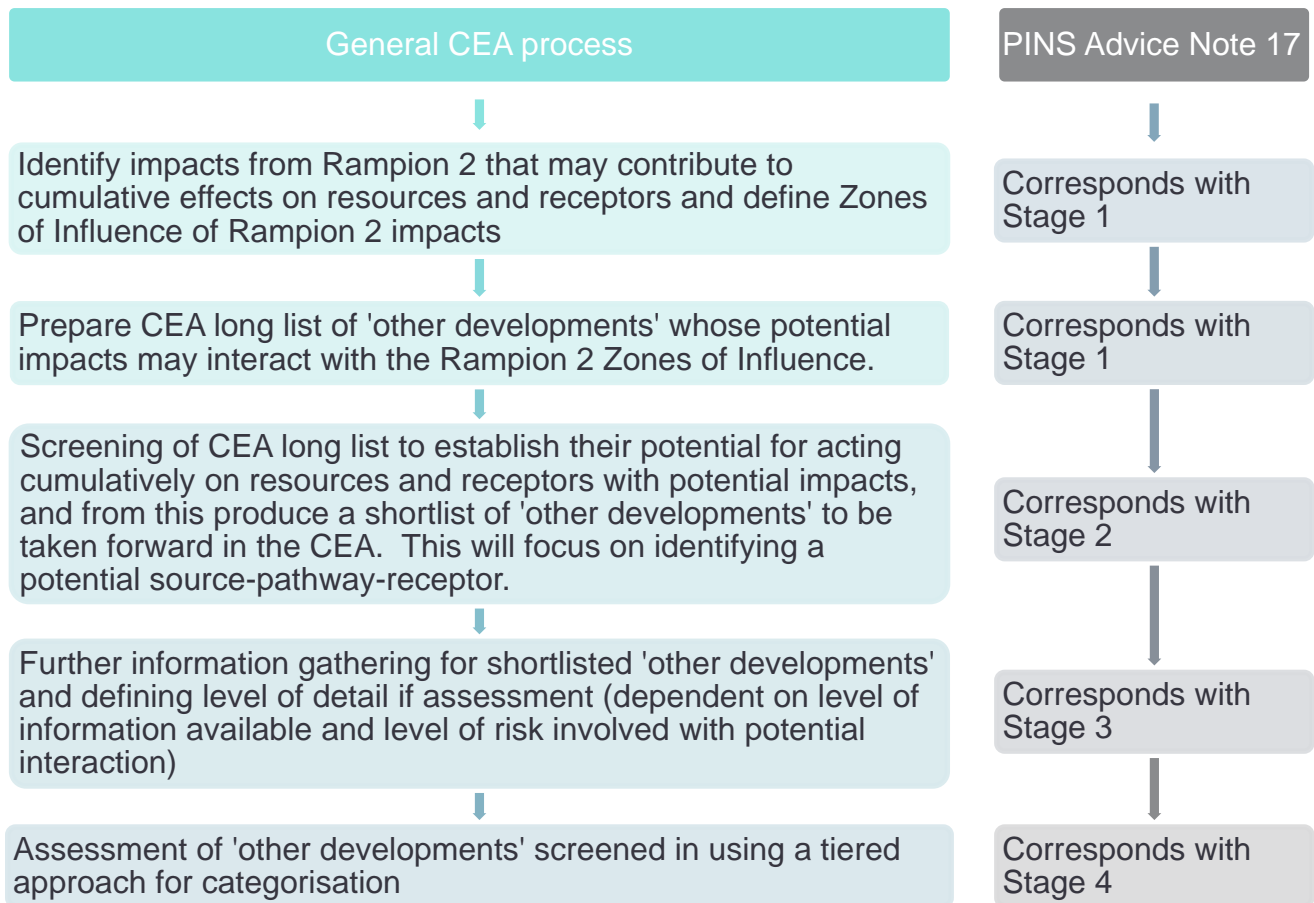 General CEA process
PINS Advice Note 17
Identify impacts from Rampion 2 that may contribute to
cumulative effects on resources and receptors and define Zones
of Influence of Rampion 2 impacts
Corresponds with
Stage 1
Prepare CEA long list of 'other developments' whose potential
impacts may interact with the Rampion 2 Zones of Influence.
Corresponds with
Stage 1
Screening of CEA long list to establish their potential for acting
cumulatively on resources and receptors with potential impacts,
and from this produce a shortlist of 'other developments' to be
taken forward in the CEA.  This will focus on identifying a
potential source-pathway-receptor.
Corresponds with
Stage 2
Further information gathering for shortlisted 'other developments'
and defining level of detail if assessment (dependent on level of
information available and level of risk involved with potential
interaction)
Corresponds with
Stage 3
Assessment of 'other developments' screened in using a tiered
approach for categorisation
Corresponds with
Stage 4